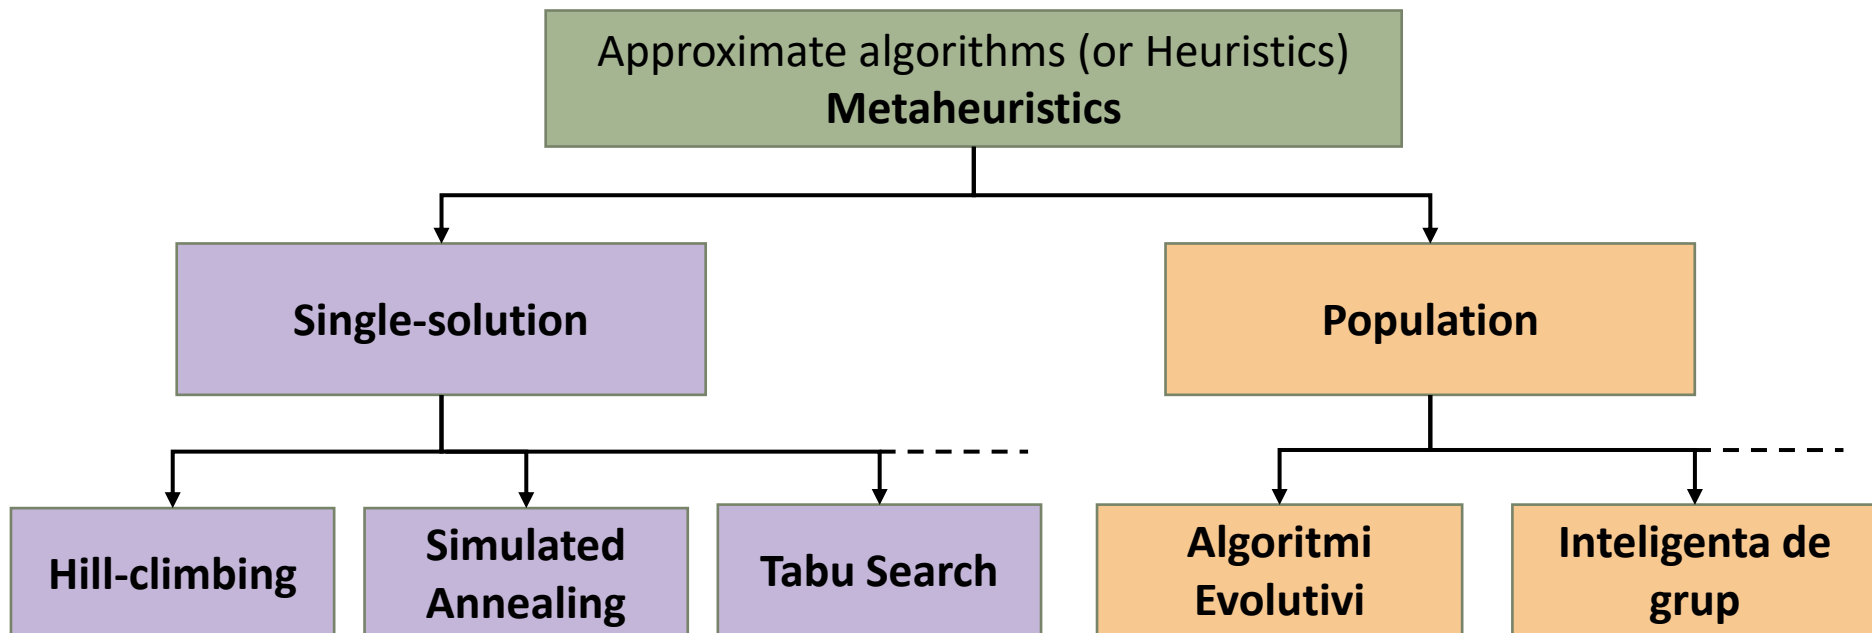 Approximate algorithms (or Heuristics)
Metaheuristics
Single-solution
Population
Hill-climbing
Simulated
Annealing
Tabu Search
Algoritmi
Evolutivi
Inteligenta de
grup